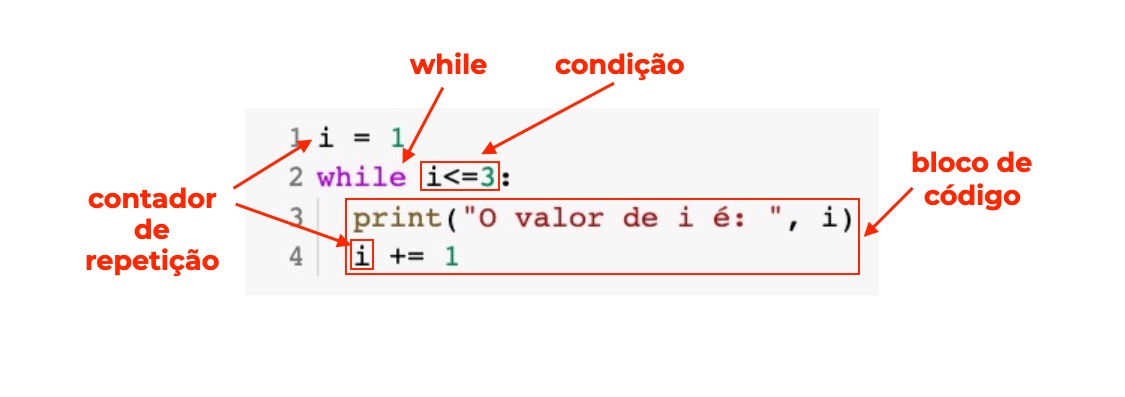 while
condição
1 i = 1
2 while i<=3:
3 print("O valor de i é: ", i)
4 i += 1
contador
de
repetição
bloco de
código